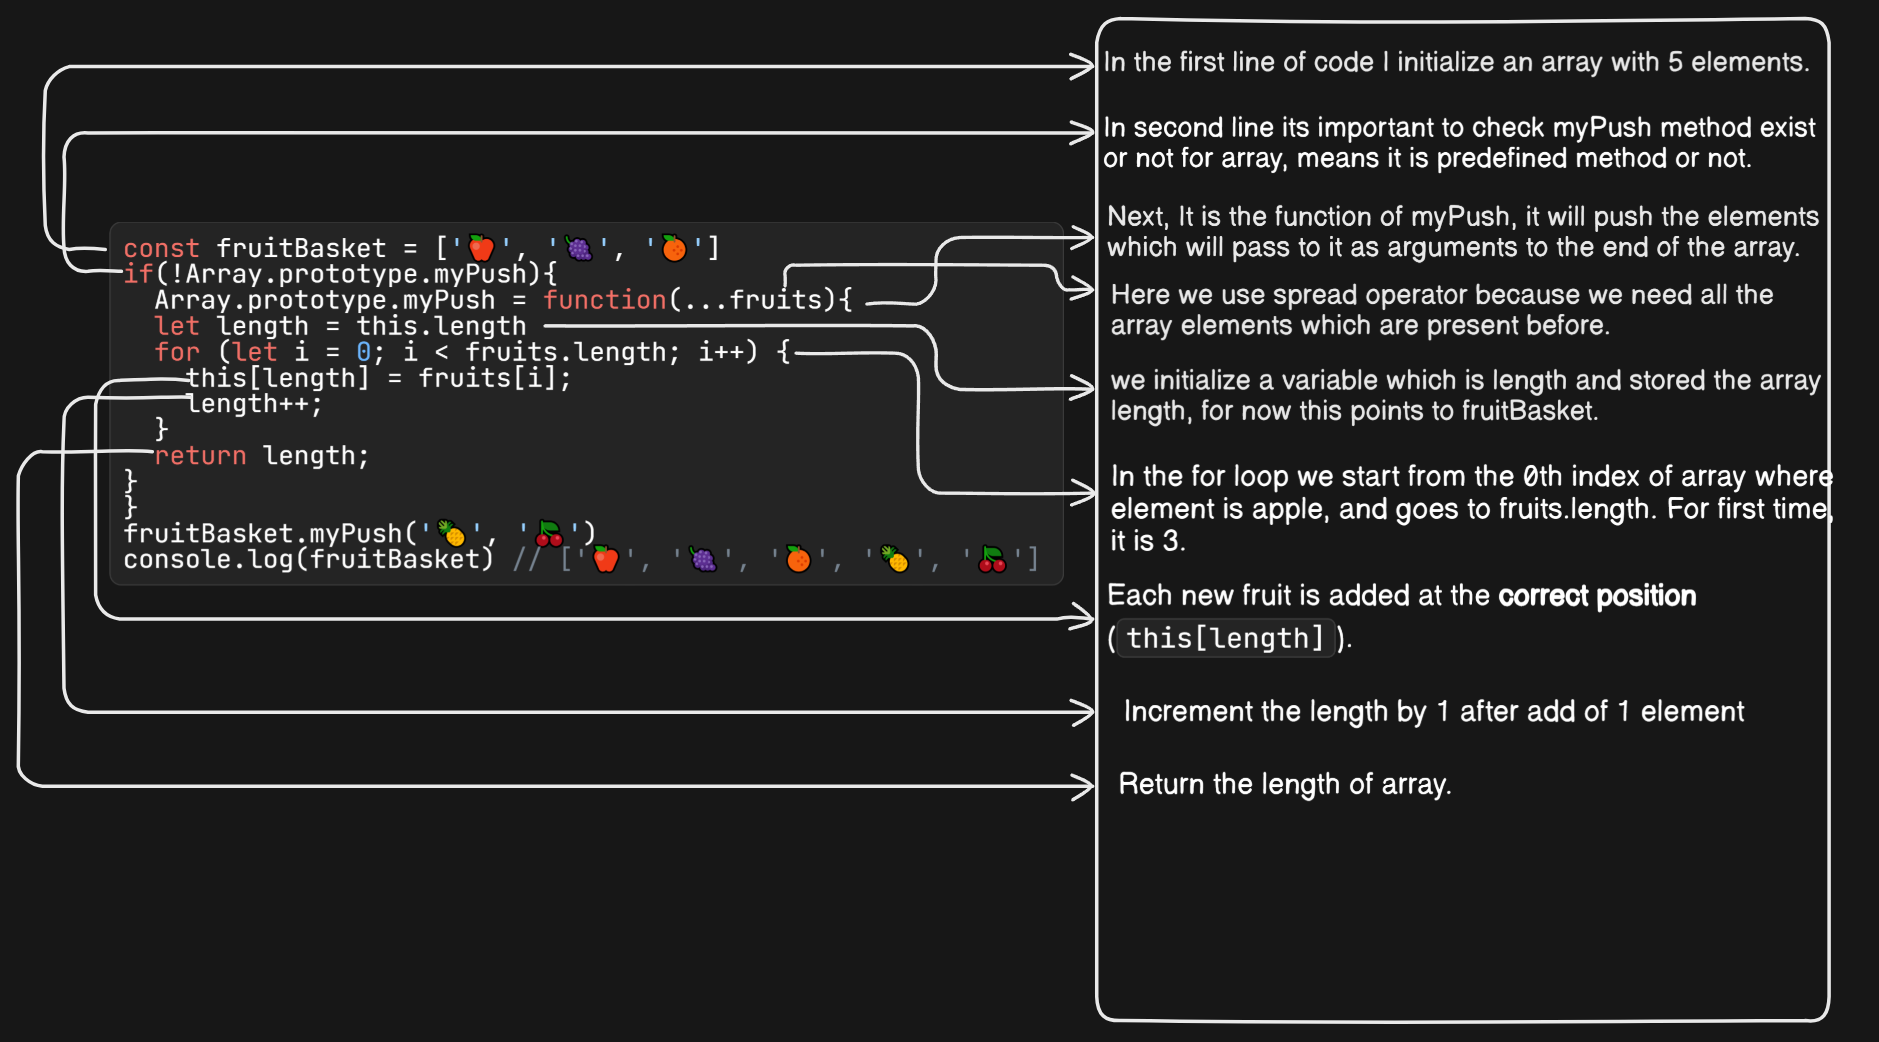 const fruitBasket = ['🍎', '🍇', '🍊']
if(!Array.prototype.myPush){
  Array.prototype.myPush = function(...fruits){
  let length = this.length
  for (let i = 0; i < fruits.length; i++) {
    this[length] = fruits[i];
    length++;
  }
  return length;
}
}
fruitBasket.myPush('🍍', '🍒')
console.log(fruitBasket) // ['🍎', '🍇', '🍊', '🍍', '🍒']
In the first line of code I initialize an array with 5 elements.
In second line its important to check myPush method exist
or not for array, means it is predefined method or not.
Next, It is the function of myPush, it will push the elements
which will pass to it as arguments to the end of the array.
Here we use spread operator because we need all the
array elements which are present before.
we initialize a variable which is length and stored the array
length, for now this points to fruitBasket.
In the for loop we start from the 0th index of array where
element is apple, and goes to fruits.length. For first time,
it is 3.
Each new fruit is added at the correct position
(this[length]).
Increment the length by 1 after add of 1 element
Return the length of array.